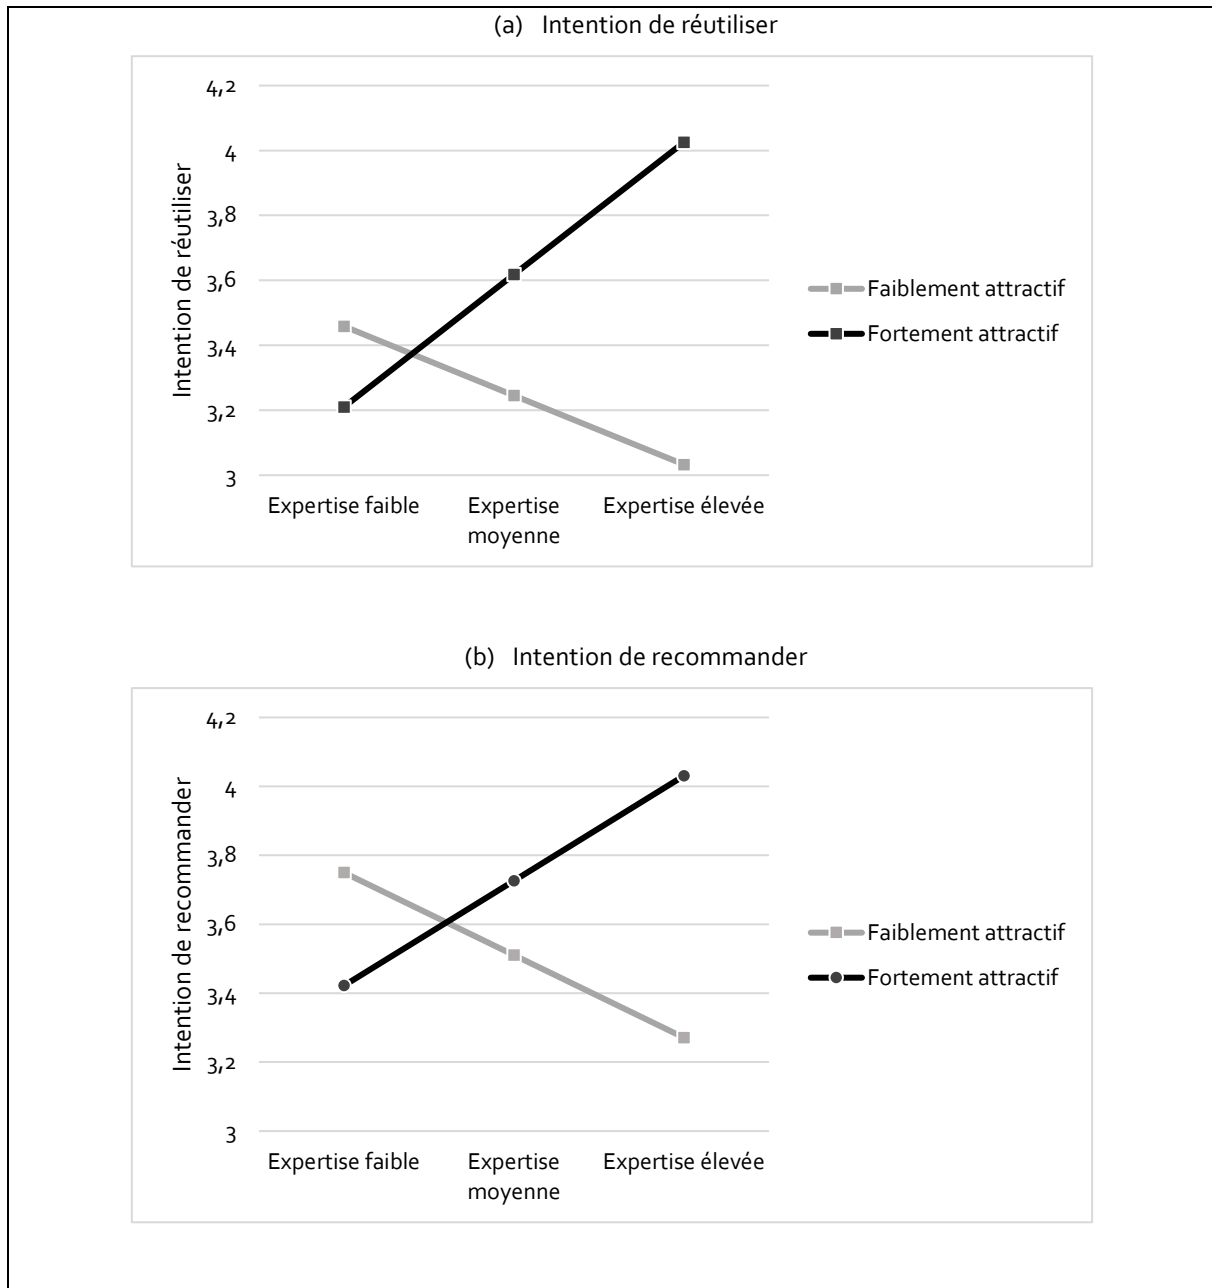 (a) Intention de réutiliser
4,2
4
3,8
3,6
3,4
3,2
3
Intention de réutiliser
Expertise faible
Expertise
moyenne
Expertise élevée
Faiblement attractif
Fortement attractif
(b) Intention de recommander
4,2
4
3,8
3,6
3,4
3,2
3
Intention de recommander
Expertise faible
Expertise
moyenne
Expertise élevée
Faiblement attractif
Fortement attractif